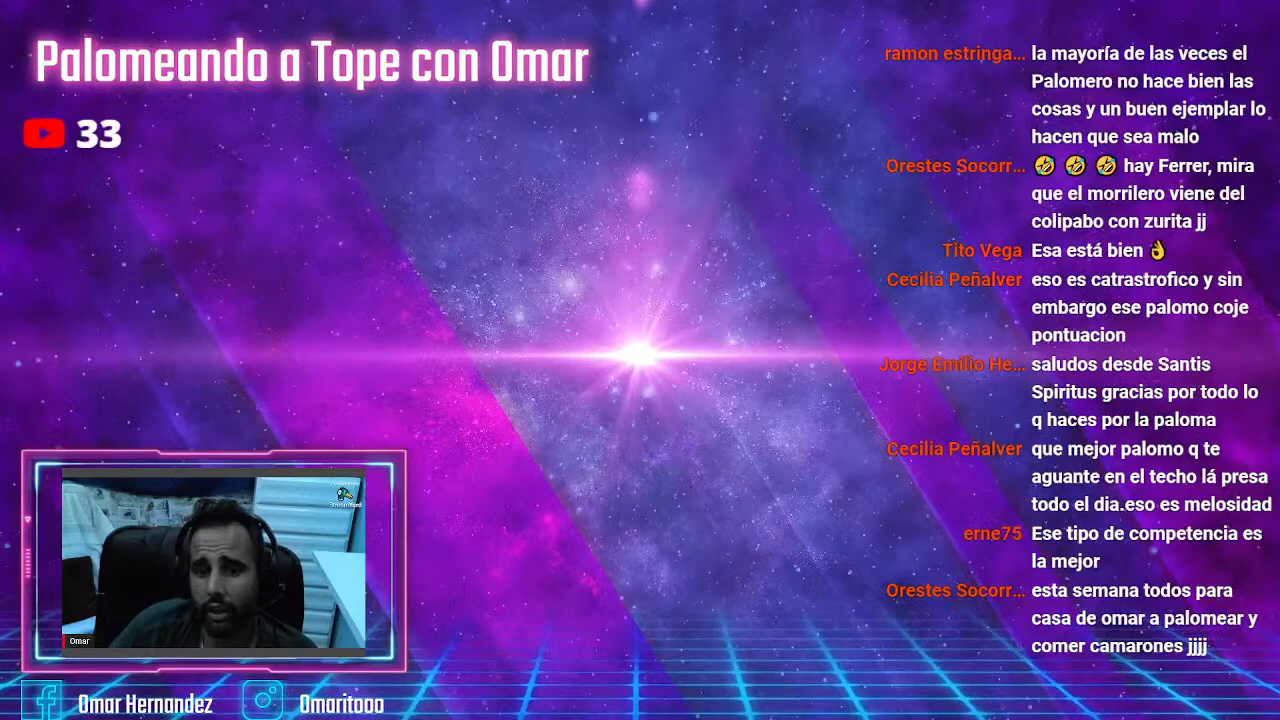 Palomeando a Tope con Omar
33
ramon estringa... la mayoría de las veces el
Palomero no hace bien las
cosas y un buen ejemplar lo
hacen que sea malo
Orestes Socorr... 🤣 🤣 🤣 hay Ferrer, mira
que el morrilero viene del
colipabo con zurita jj
Tito Vega Esa está bien 👌
Cecilia Peñalver eso es catrastrofico y sin
embargo ese palomo coje
pontuacion
Jorge Emilio He... saludos desde Santis
Spiritus gracias por todo lo
q haces por la paloma
Cecilia Peñalver que mejor palomo q te
aguante en el techo lá presa
todo el dia.eso es melosidad
erne75 Ese tipo de competencia es
la mejor
Orestes Socorr... esta semana todos para
casa de omar a palomear y
comer camarones jjjj
Omar
Omar Hernandez
Omaritooo